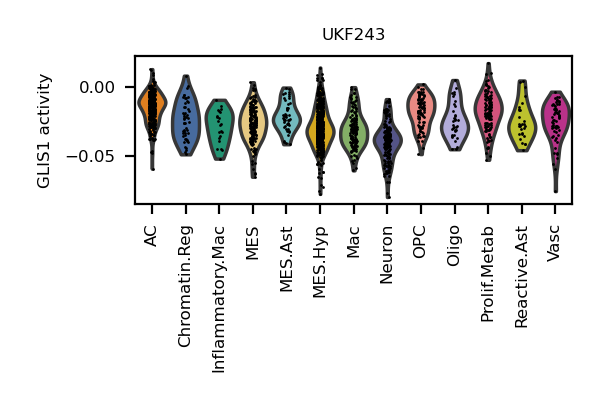 UKF243
GLIS1 activity
0.00
−0.05
AC
Chromatin.Reg
Inflammatory.Mac
MES
MES.Ast
MES.Hyp
Mac
Neuron
OPC
Oligo
Prolif.Metab
Reactive.Ast
Vasc